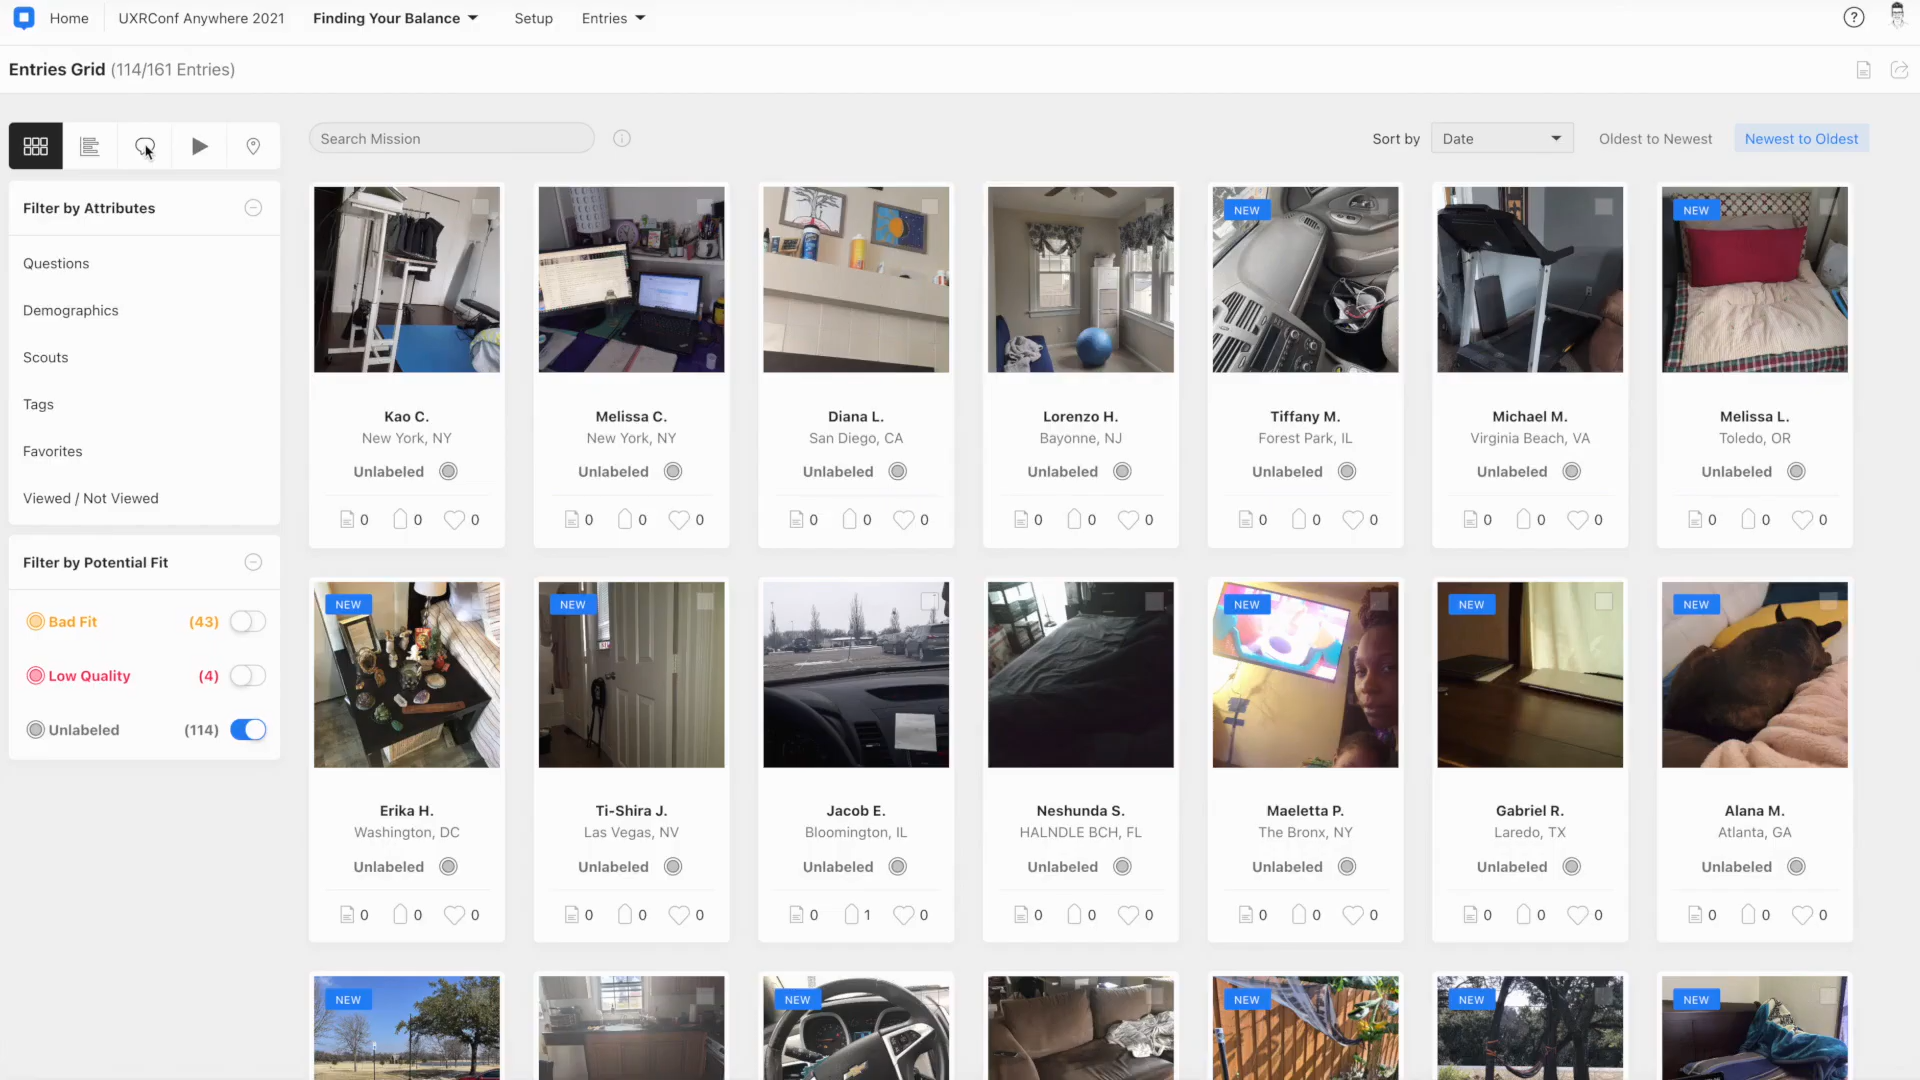 Home
UXRConf Anywhere 2021
Finding Your Balance
Setup
Entries
?
Entries Grid (114/161 Entries)
Search Mission
Sort by
Date
Oldest to Newest
Newest to Oldest
Filter by Attributes
Questions
Demographics
Scouts
Tags
Favorites
Viewed / Not Viewed
Filter by Potential Fit
Bad Fit (43)
Low Quality (4)
Unlabeled (114)
Kao C.
New York, NY
Unlabeled
0 0 0
Melissa C.
New York, NY
Unlabeled
0 0 0
Diana L.
San Diego, CA
Unlabeled
0 0 0
Lorenzo H.
Bayonne, NJ
Unlabeled
0 0 0
NEW
Tiffany M.
Forest Park, IL
Unlabeled
0 0 0
Michael M.
Virginia Beach, VA
Unlabeled
0 0 0
NEW
Melissa L.
Toledo, OR
Unlabeled
0 0 0
NEW
Erika H.
Washington, DC
Unlabeled
0 0 0
NEW
Ti-Shira J.
Las Vegas, NV
Unlabeled
0 0 0
Jacob E.
Bloomington, IL
Unlabeled
0 1 0
Neshunda S.
HALNDLE BCH, FL
Unlabeled
0 0 0
NEW
Maeletta P.
The Bronx, NY
Unlabeled
0 0 0
NEW
Gabriel R.
Laredo, TX
Unlabeled
0 0 0
NEW
Alana M.
Atlanta, GA
Unlabeled
0 0 0
NEW
NEW
NEW
NEW
NEW